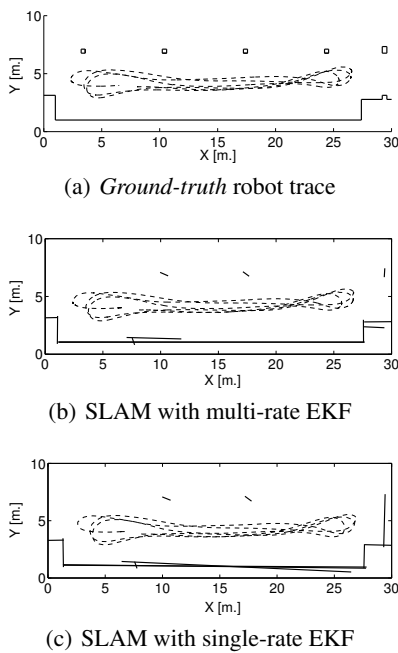 10
5
0
Y [m.]
0 5 10 15 20 25 30
X [m.]
(a) Ground-truth robot trace
10
5
0
Y [m.]
0 5 10 15 20 25 30
X [m.]
(b) SLAM with multi-rate EKF
10
5
0
Y [m.]
0 5 10 15 20 25 30
X [m.]
(c) SLAM with single-rate EKF